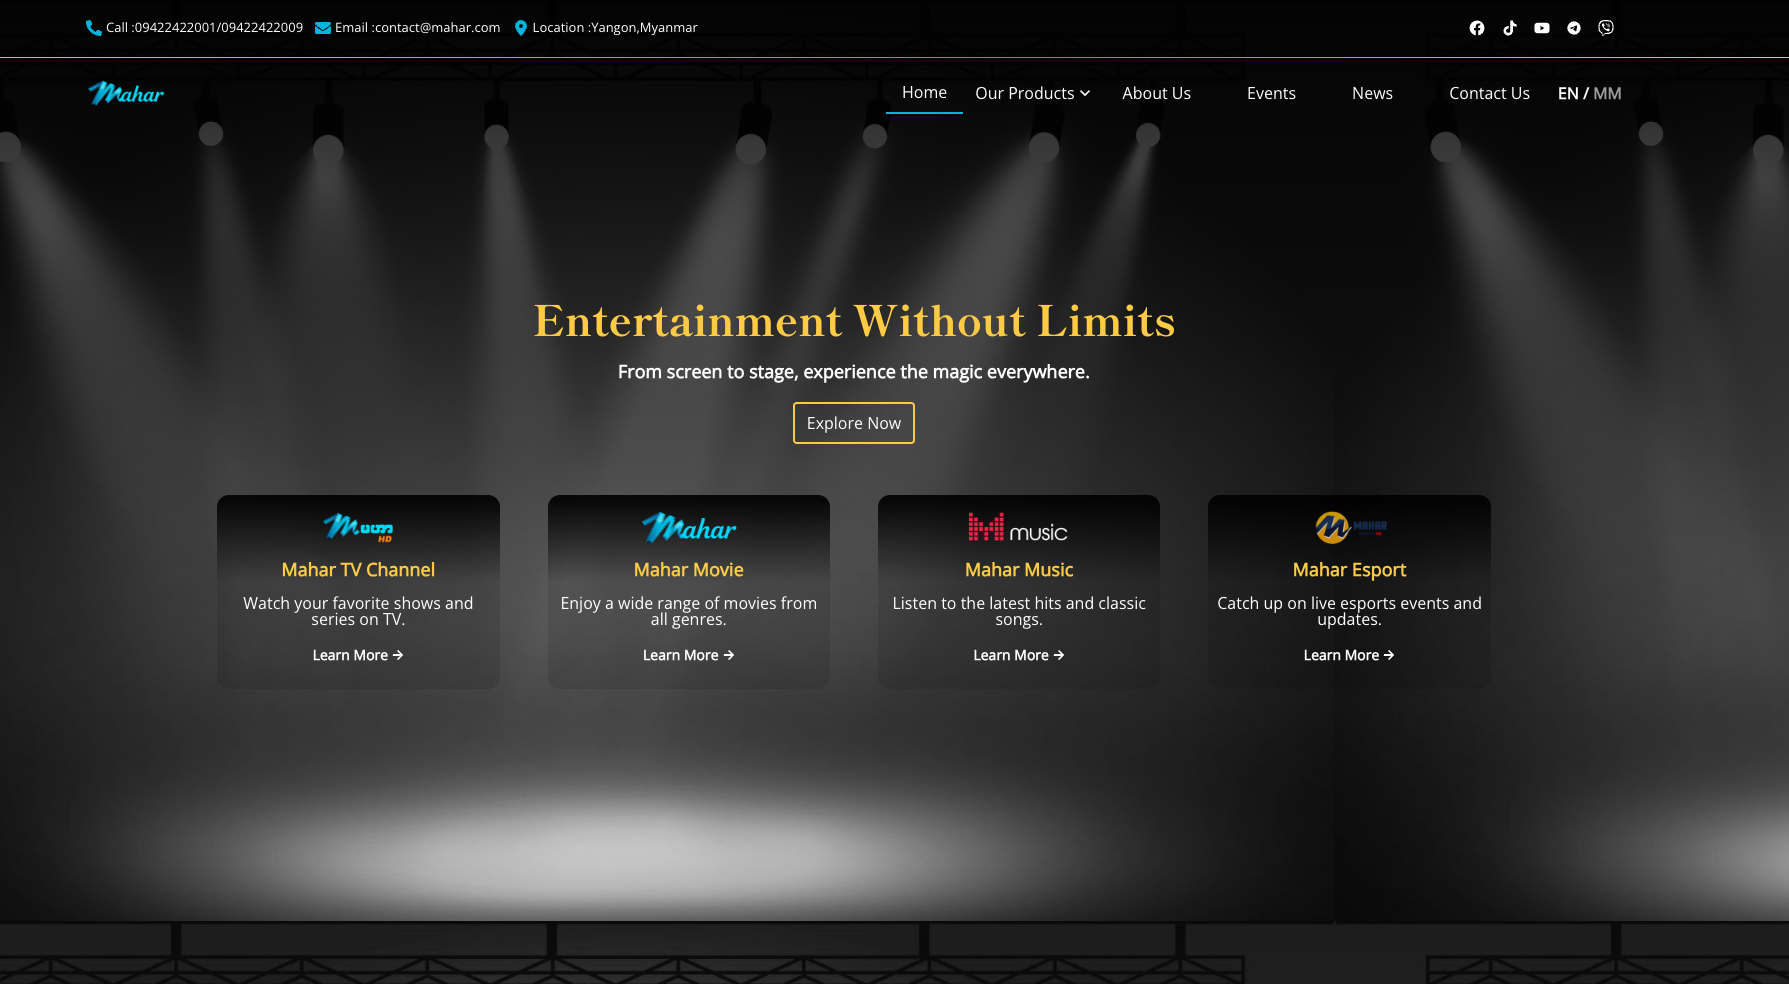 Call :09422422001/09422422009 Email :contact@mahar.com Location :Yangon,Myanmar
Mahar
Home Our Products About Us Events News Contact Us EN / MM
Entertainment Without Limits
From screen to stage, experience the magic everywhere.
Explore Now
HD
Mahar TV Channel
Watch your favorite shows and
series on TV.
Learn More →
Mahar
Mahar Movie
Enjoy a wide range of movies from
all genres.
Learn More →
music
Mahar Music
Listen to the latest hits and classic
songs.
Learn More →
M MAHAR
Mahar Esport
Catch up on live esports events and
updates.
Learn More →